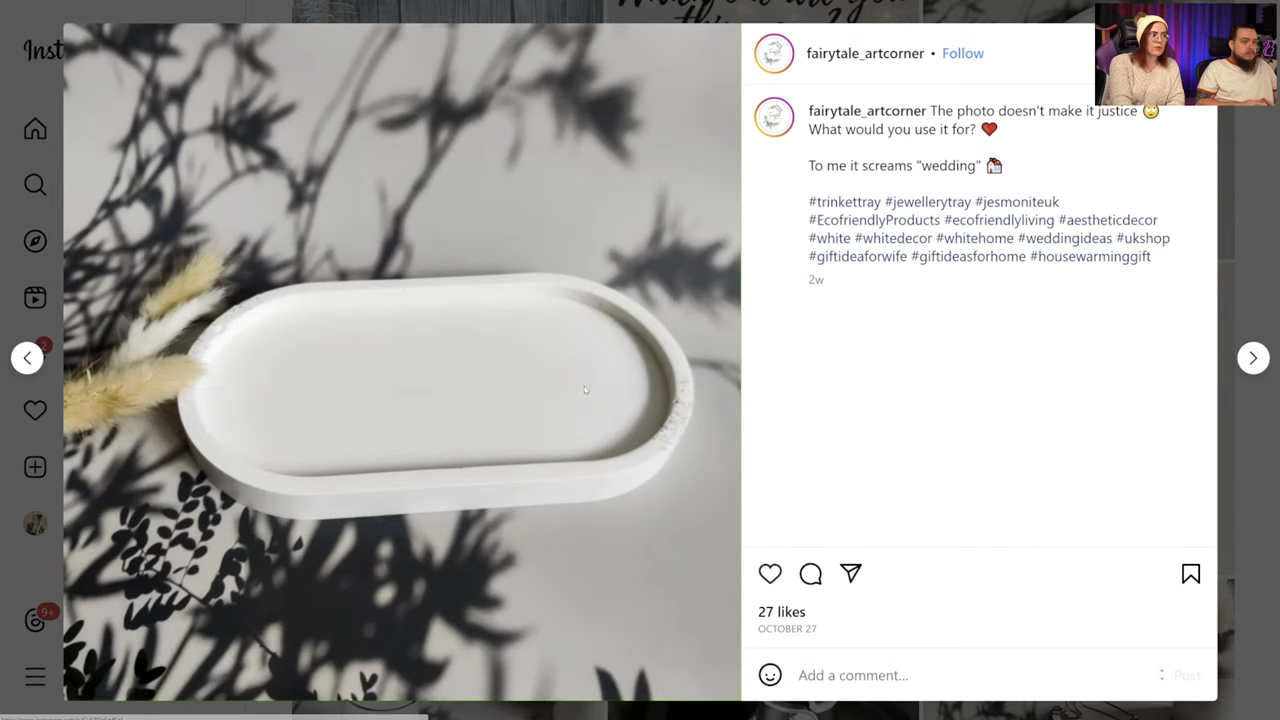 Inst
fairytale_artcorner • Follow
fairytale_artcorner The photo doesn't make it justice 🙄
What would you use it for? ❤️
To me it screams "wedding" 💒
#trinkettray #jewellerytray #jesmoniteuk
#EcofriendlyProducts #ecofriendlyliving #aestheticdecor
#white #whitedecor #whitehome #weddingideas #ukshop
#giftideaforwife #giftideasforhome #housewarminggift
2w
2
9+
27 likes
OCTOBER 27
Add a comment...
Post